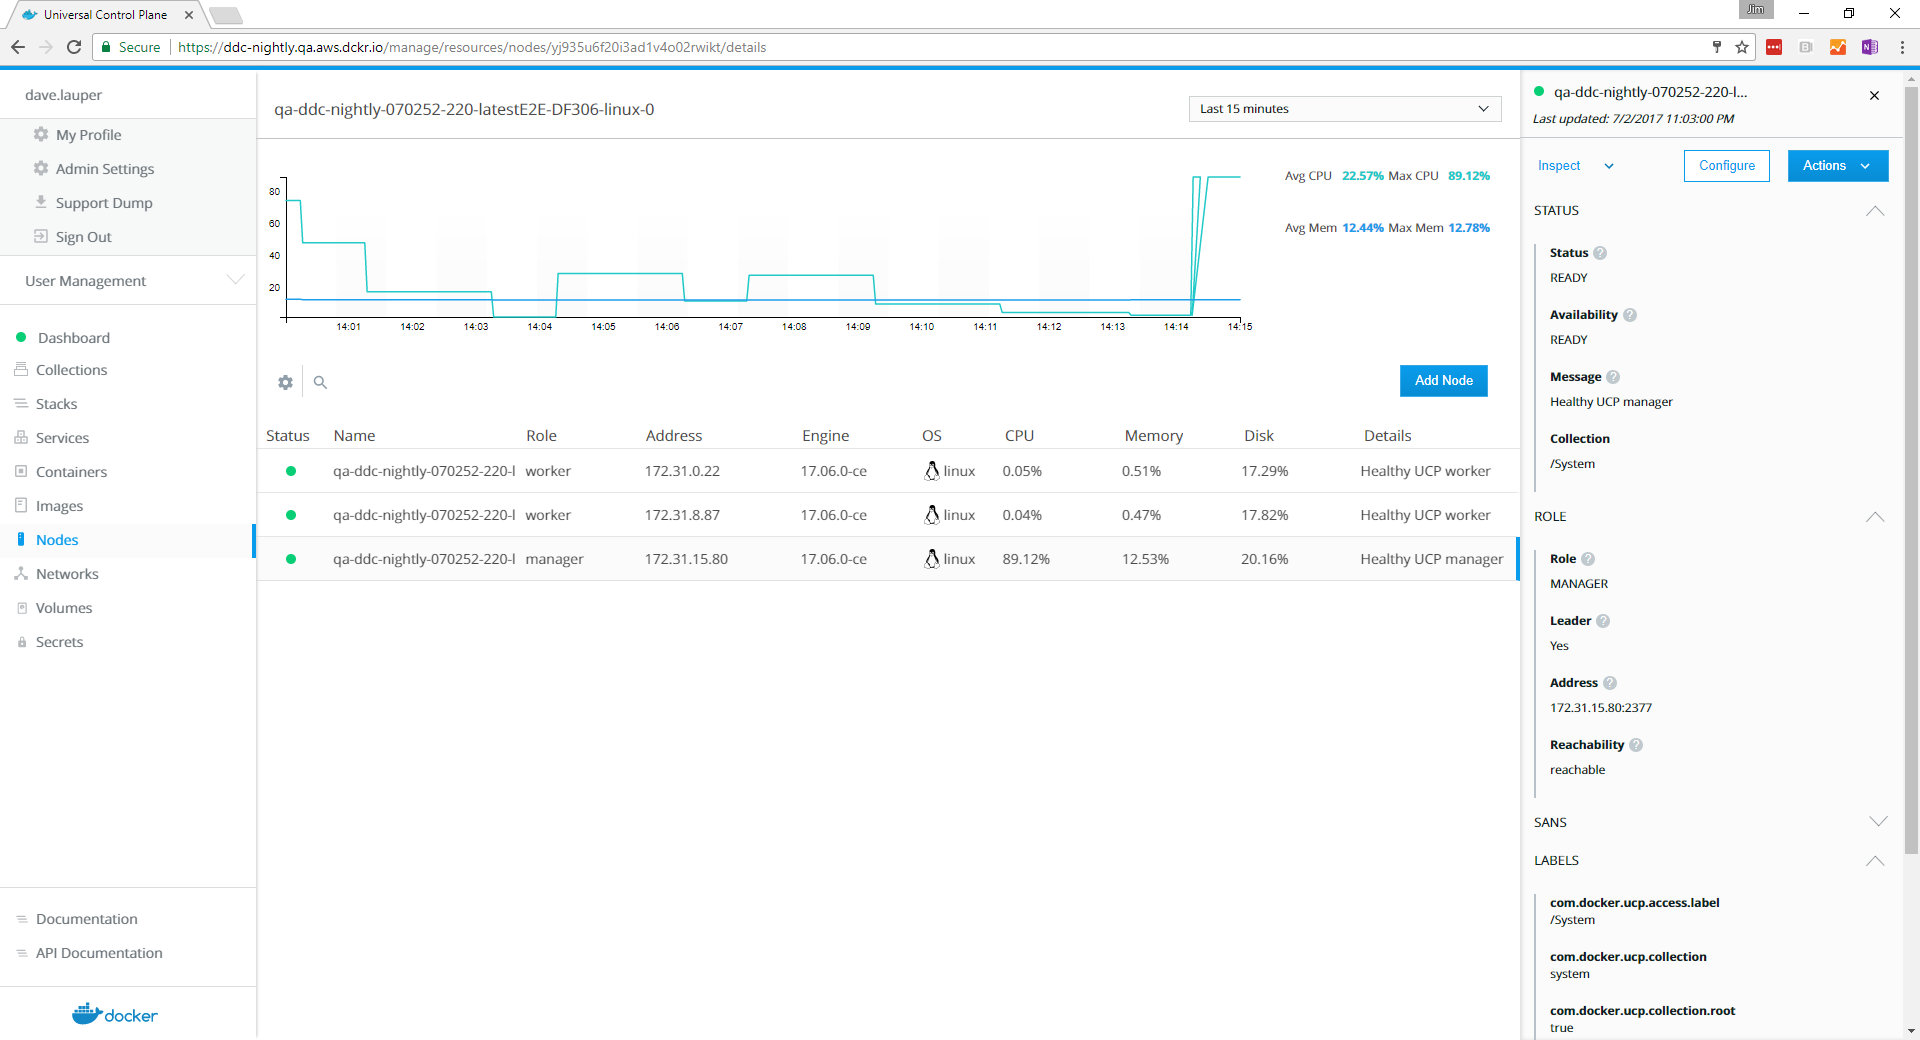 Universal Control Plane
Jim
Secure
https://ddc-nightly.qa.aws.dckr.io/manage/resources/nodes/yj935u6f20i3ad1v4o02rwikt/details
dave.lauper
My Profile
Admin Settings
Support Dump
Sign Out
User Management
Dashboard
Collections
Stacks
Services
Containers
Images
Nodes
Networks
Volumes
Secrets
Documentation
API Documentation
docker
qa-ddc-nightly-070252-220-latestE2E-DF306-linux-0
Last 15 minutes
80
60
40
20
14:01 14:02 14:03 14:04 14:05 14:06 14:07 14:08 14:09 14:10 14:11 14:12 14:13 14:14 14:15
Avg CPU 22.57% Max CPU 89.12%
Avg Mem 12.44% Max Mem 12.78%
Add Node
Status Name Role Address Engine OS CPU Memory Disk Details
qa-ddc-nightly-070252-220-l worker 172.31.0.22 17.06.0-ce linux 0.05% 0.51% 17.29% Healthy UCP worker
qa-ddc-nightly-070252-220-l worker 172.31.8.87 17.06.0-ce linux 0.04% 0.47% 17.82% Healthy UCP worker
qa-ddc-nightly-070252-220-l manager 172.31.15.80 17.06.0-ce linux 89.12% 12.53% 20.16% Healthy UCP manager
qa-ddc-nightly-070252-220-l...
Last updated: 7/2/2017 11:03:00 PM
Inspect Configure Actions
STATUS
Status ?
READY
Availability ?
READY
Message ?
Healthy UCP manager
Collection
/System
ROLE
Role ?
MANAGER
Leader ?
Yes
Address ?
172.31.15.80:2377
Reachability ?
reachable
SANS
LABELS
com.docker.ucp.access.label
/System
com.docker.ucp.collection
system
com.docker.ucp.collection.root
true